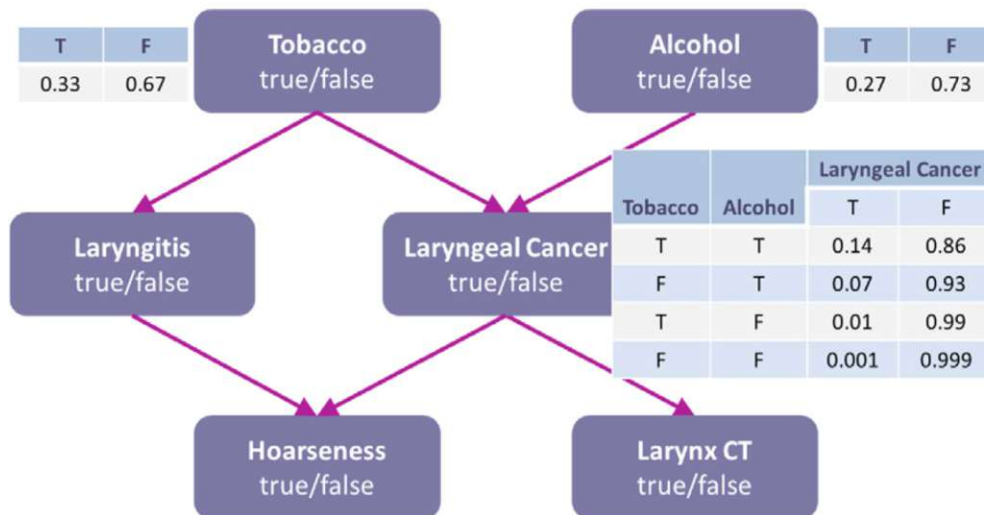 T F
0.33 0.67
Tobacco
true/false
Alcohol
true/false
T F
0.27 0.73
Laryngitis
true/false
Laryngeal Cancer
true/false
Laryngeal Cancer
Tobacco Alcohol T F
T T 0.14 0.86
F T 0.07 0.93
T F 0.01 0.99
F F 0.001 0.999
Hoarseness
true/false
Larynx CT
true/false